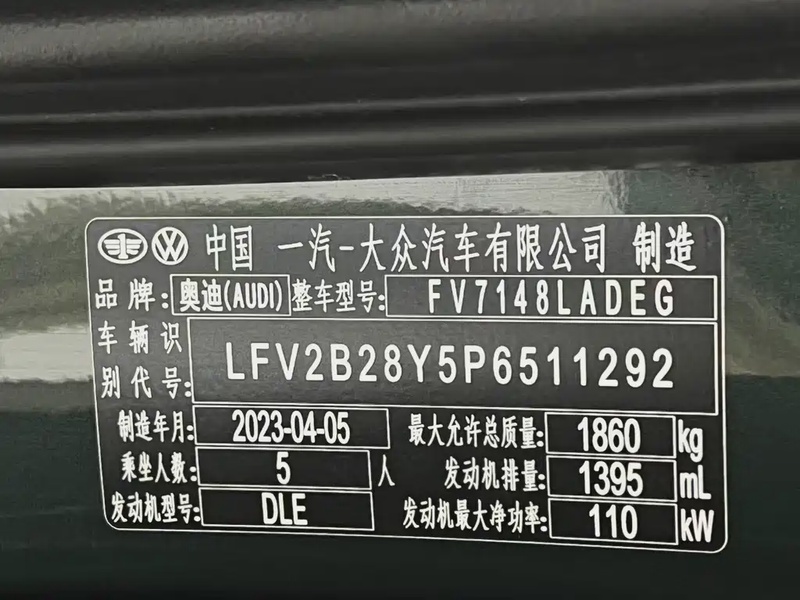 中国 一汽-大众汽车有限公司 制造
品牌: 奥迪(AUDI) 整车型号: FV7148LADEG
车辆识别代号: LFV2B28Y5P6511292
制造年月: 2023-04-05 最大允许总质量: 1860 kg
乘坐人数: 5 人 发动机排量: 1395 mL
发动机型号: DLE 发动机最大净功率: 110 kW